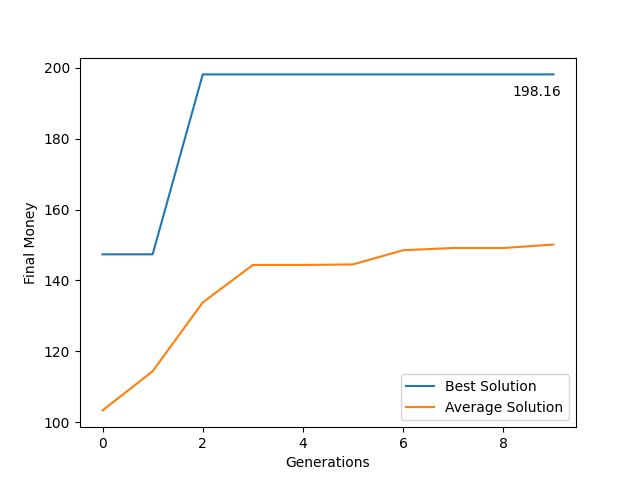 200
180
160
140
120
100
Final Money
198.16
Best Solution
Average Solution
0 2 4 6 8
Generations